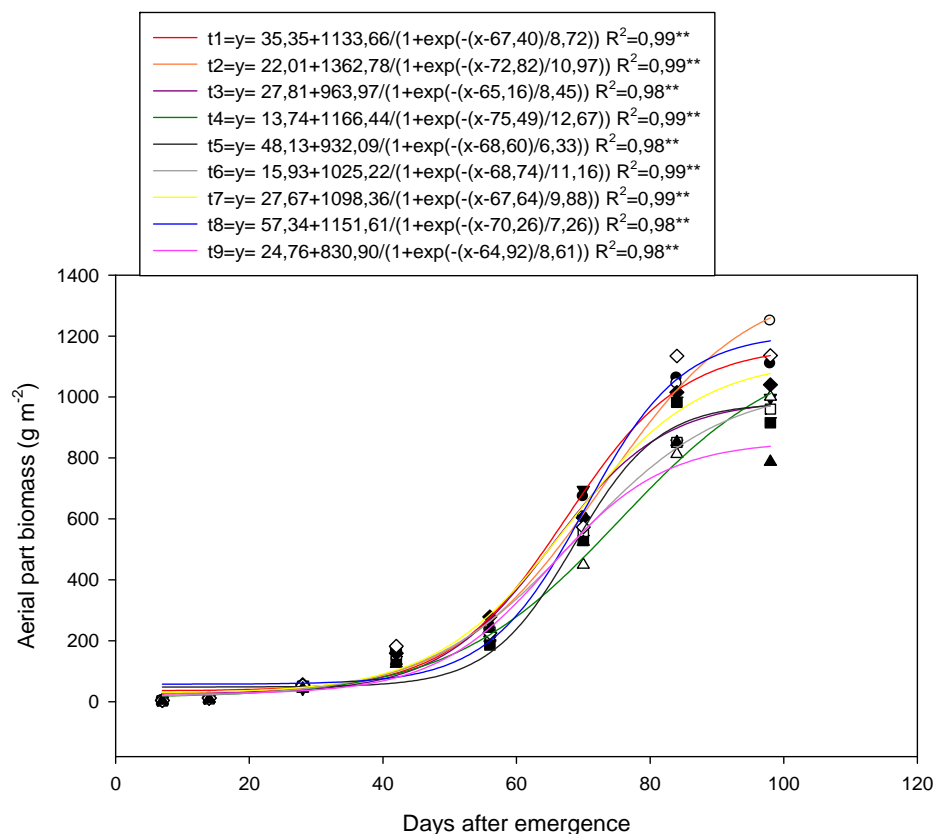 t1=y= 35,35+1133,66/(1+exp(-(x-67,40)/8,72)) R²=0,99**
t2=y= 22,01+1362,78/(1+exp(-(x-72,82)/10,97)) R²=0,99**
t3=y= 27,81+963,97/(1+exp(-(x-65,16)/8,45)) R²=0,98**
t4=y= 13,74+1166,44/(1+exp(-(x-75,49)/12,67)) R²=0,99**
t5=y= 48,13+932,09/(1+exp(-(x-68,60)/6,33)) R²=0,98**
t6=y= 15,93+1025,22/(1+exp(-(x-68,74)/11,16)) R²=0,99**
t7=y= 27,67+1098,36/(1+exp(-(x-67,64)/9,88)) R²=0,99**
t8=y= 57,34+1151,61/(1+exp(-(x-70,26)/7,26)) R²=0,98**
t9=y= 24,76+830,90/(1+exp(-(x-64,92)/8,61)) R²=0,98**
1400
1200
1000
800
600
400
200
0
Aerial part biomass (g m⁻²)
0 20 40 60 80 100 120
Days after emergence